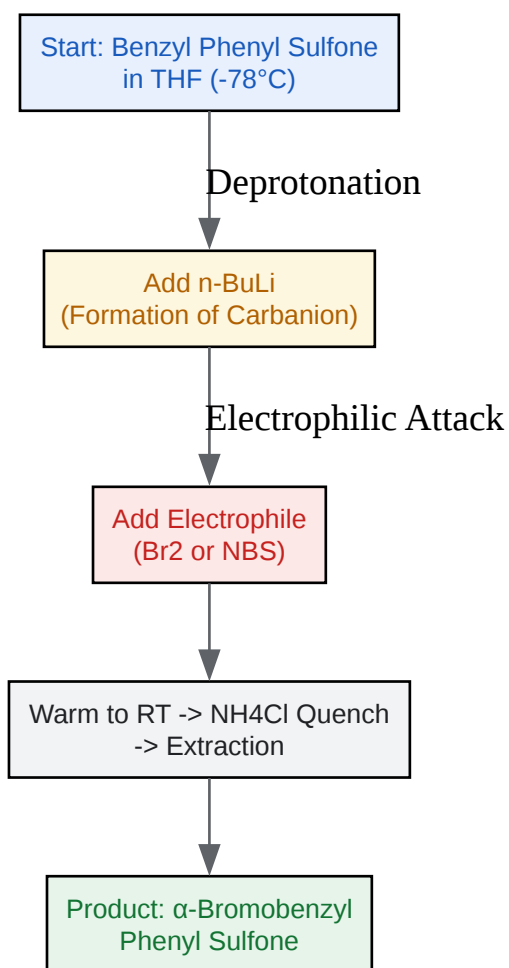 Start: Benzyl Phenyl Sulfone
in THF (-78°C)
Deprotonation
Add n-BuLi
(Formation of Carbanion)
Electrophilic Attack
Add Electrophile
(Br2 or NBS)
Warm to RT -> NH4Cl Quench
-> Extraction
Product: α-Bromobenzyl
Phenyl Sulfone